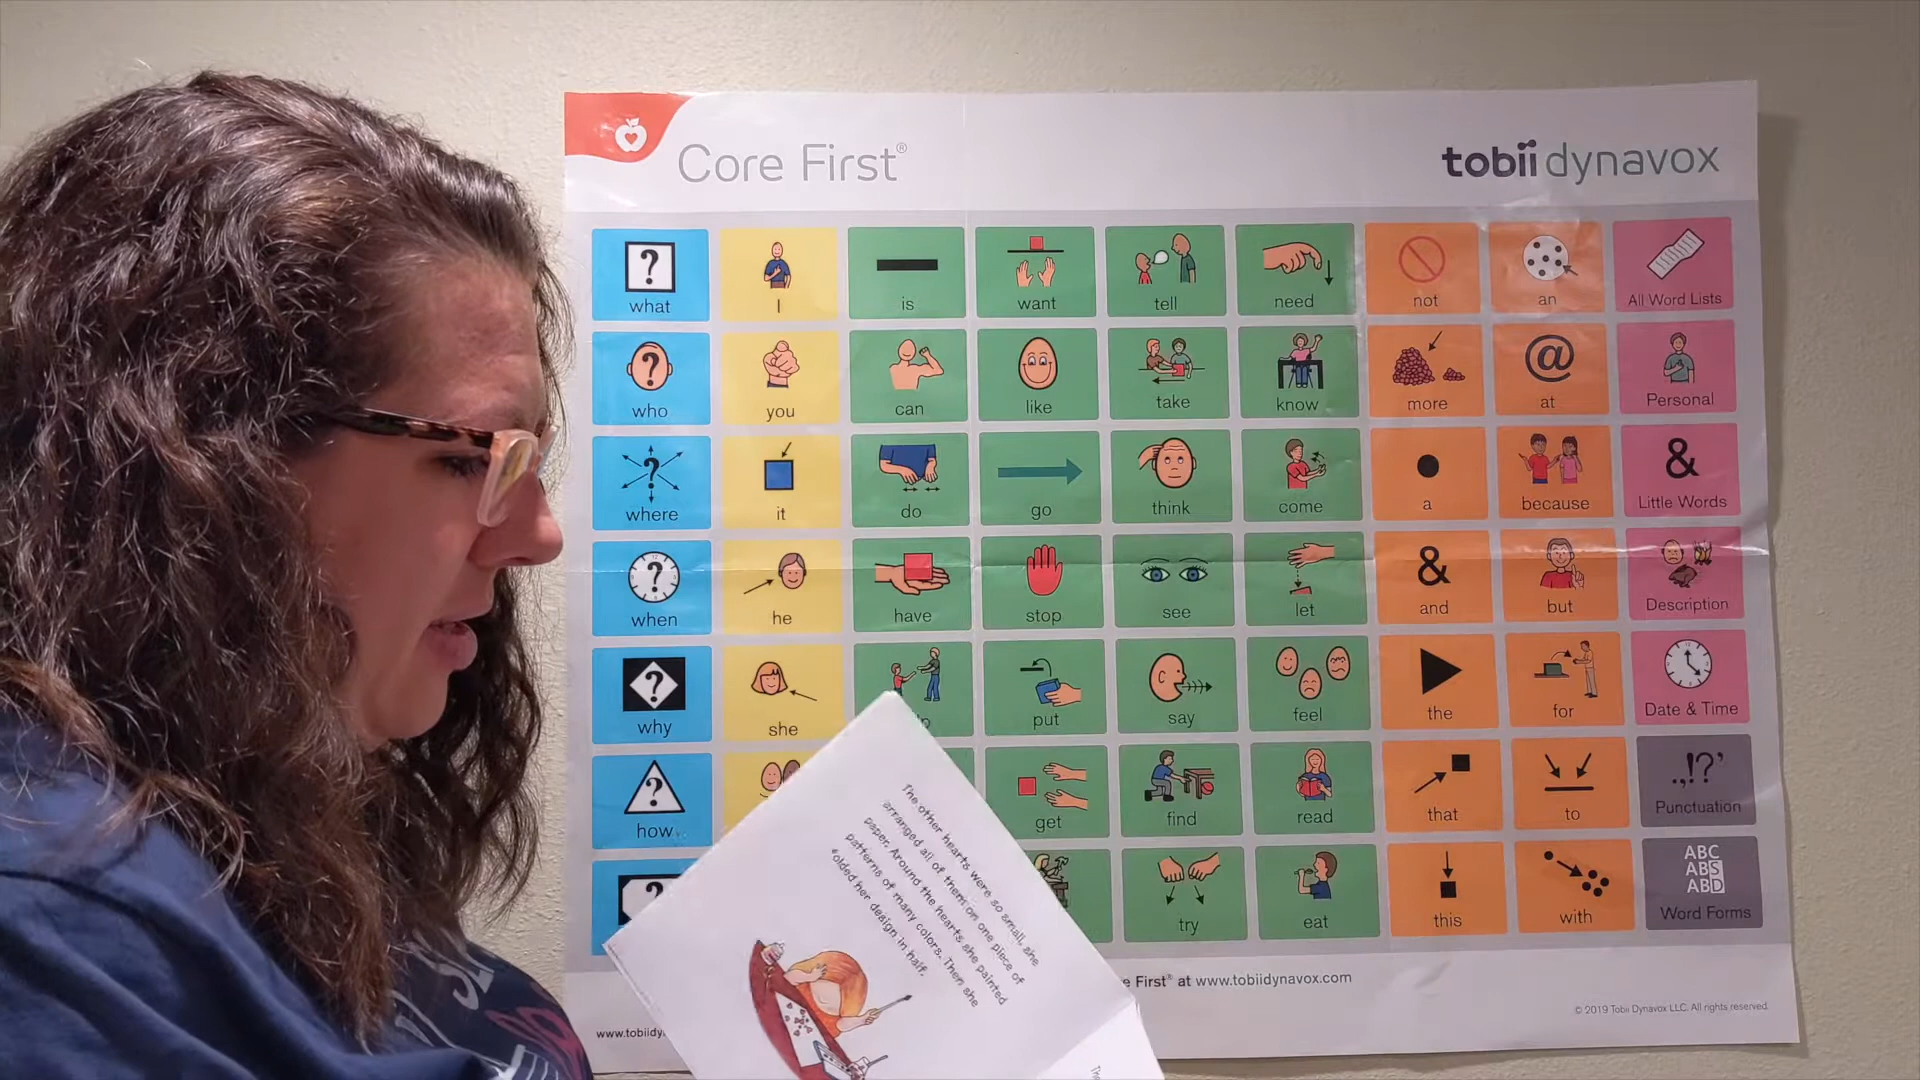 Core First®
tobii dynavox
what I is want tell need not an All Word Lists
who you can like take know more @ at Personal
where it do go think come a because & Little Words
when he have stop see let & and but Description
why she put say feel the for Date & Time
how get find read that to .,!?' Punctuation
try eat this with ABC ABS ABD Word Forms
The other hearts were so small, she
arranged all of them on one piece of
paper. Around the hearts she painted
patterns of many colors. Then she
folded her design in half.
First® at www.tobiidynavox.com
© 2019 Tobii Dynavox LLC. All rights reserved.